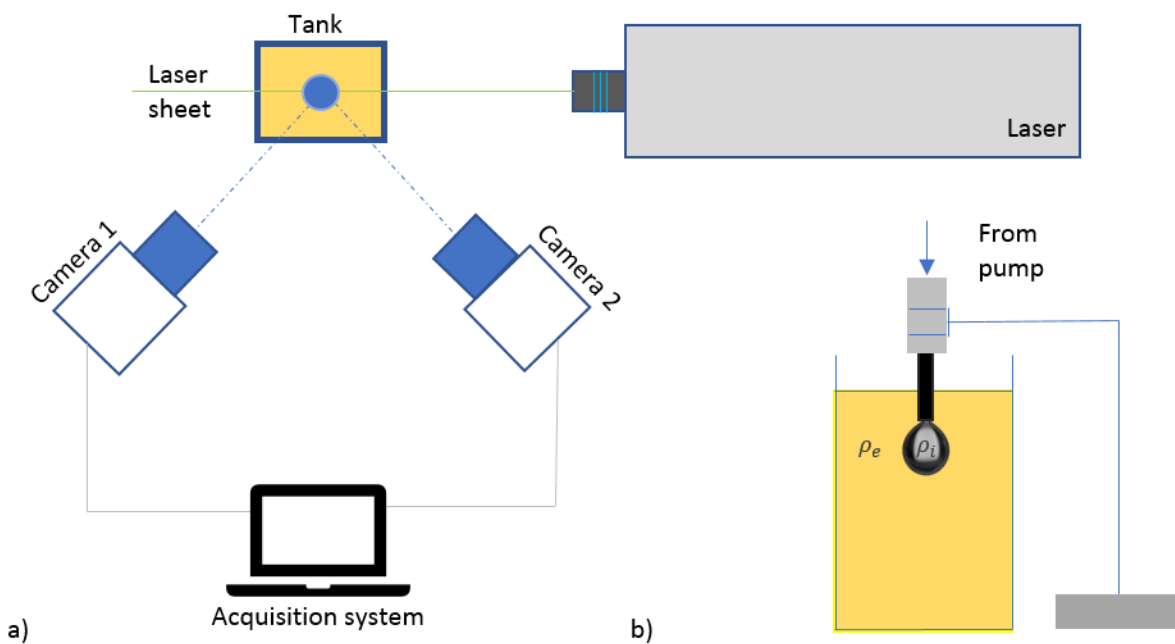 Tank
Laser
sheet
Laser
Camera 1
Camera 2
From
pump
ρₑ
ρᵢ
Acquisition system
a)
b)